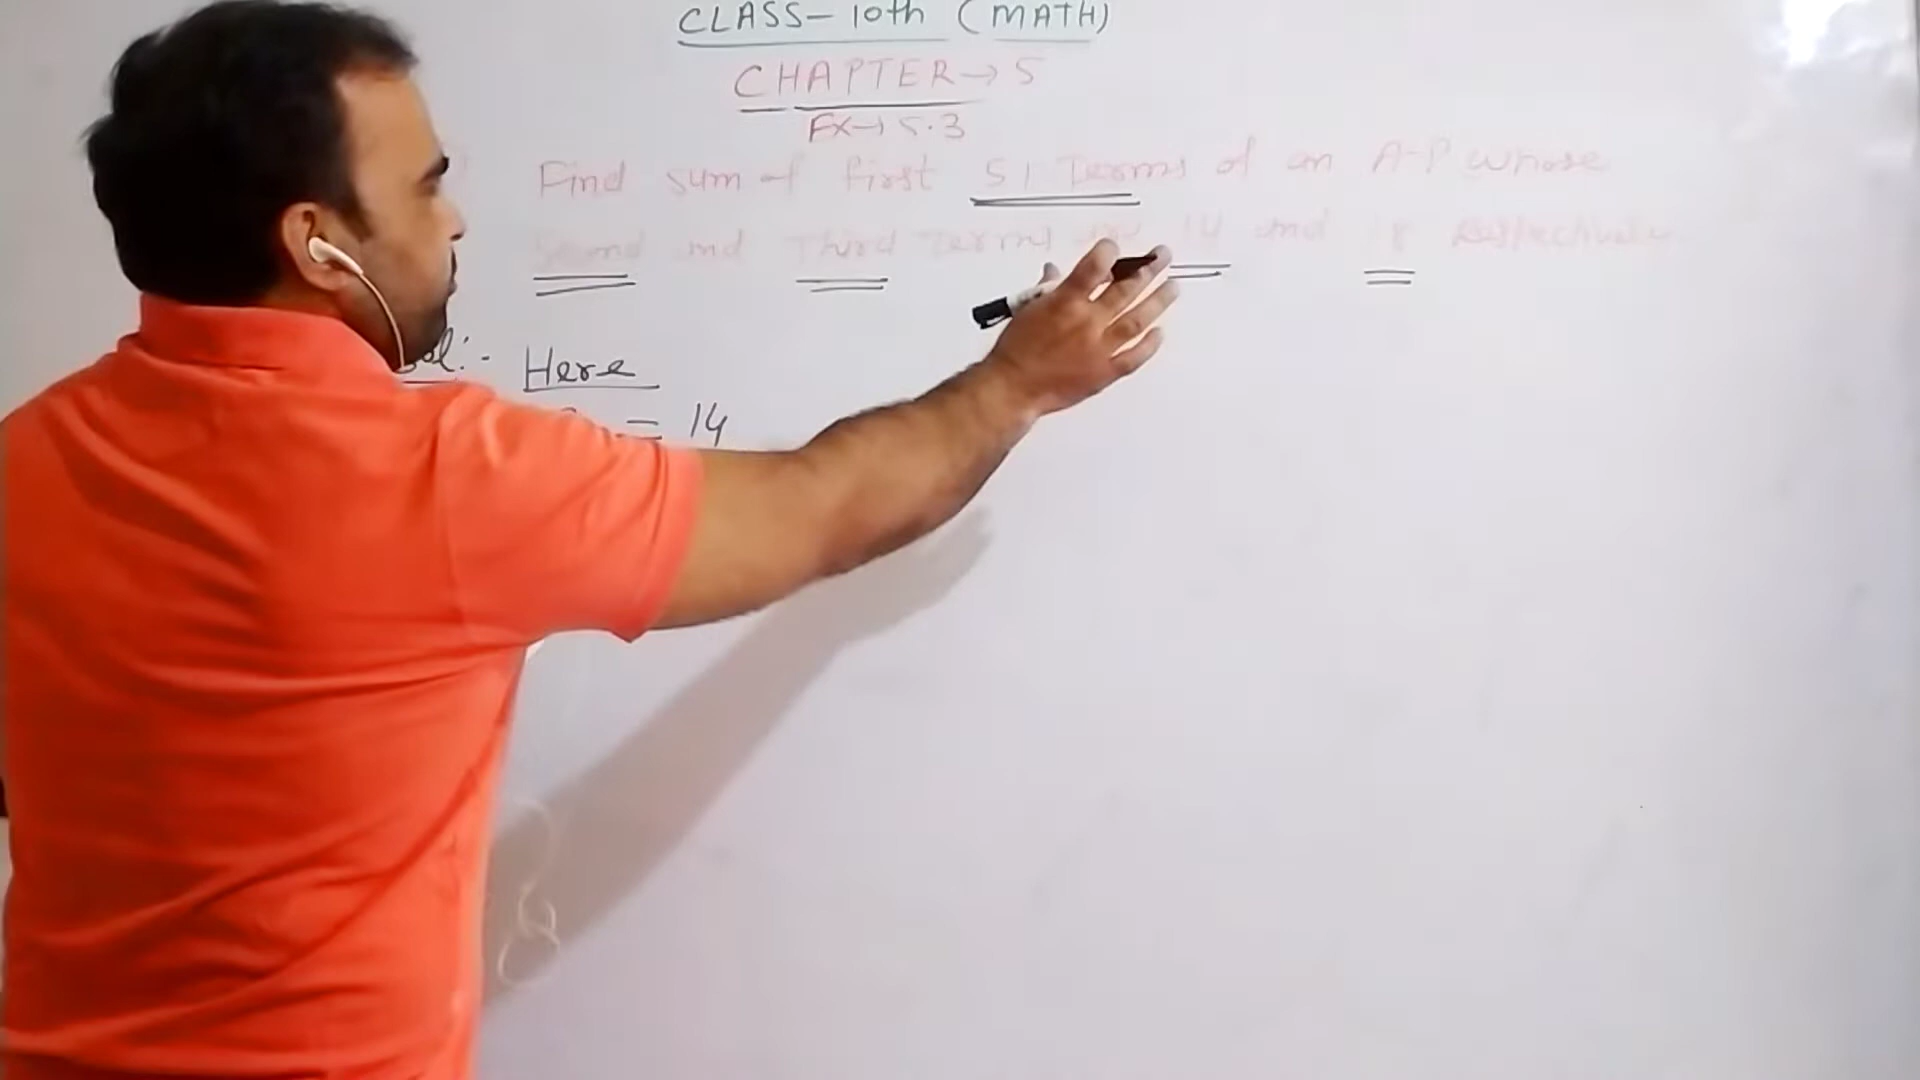 CLASS- 10th (MATH)
CHAPTER→ 5
EX→ 5.3
Find sum of first 51 Terms of an A-P whose
Second and Third Terms are 14 and 18 respectively.
Sol:- Here
= 14